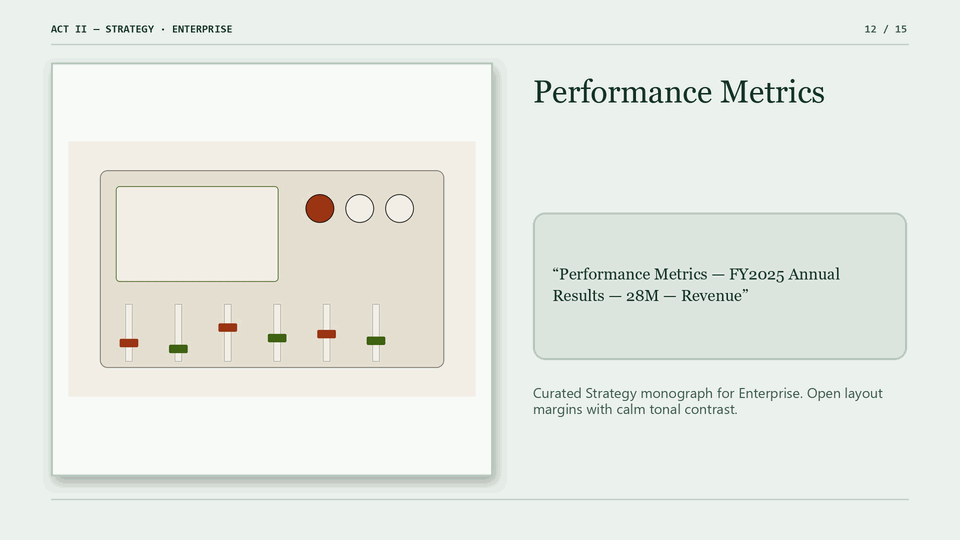 ACT II — STRATEGY · ENTERPRISE
12 / 15
Performance Metrics
“Performance Metrics — FY2025 Annual
Results — 28M — Revenue”
Curated Strategy monograph for Enterprise. Open layout
margins with calm tonal contrast.